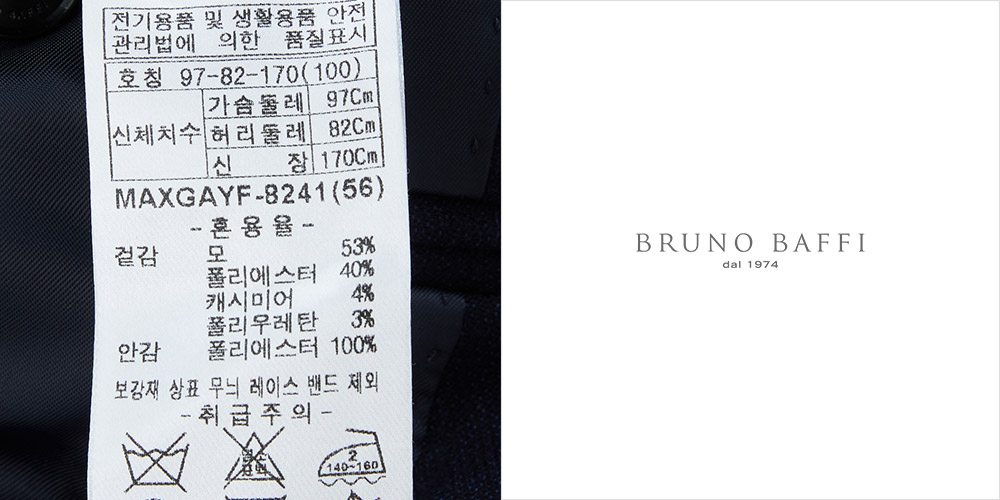 전기용품 및 생활용품 안전
관리법에 의한 품질표시
호칭 97-82-170(100)
신체치수
가슴둘레 97Cm
허리둘레 82Cm
신 장 170Cm
MAXGAYF-8241(56)
-혼용율-
겉감 모 53%
폴리에스터 40%
캐시미어 4%
폴리우레탄 3%
안감 폴리에스터 100%
보강재 상표 무늬 레이스 밴드 제외
-취급주의-
염소
표백
2
140~160
BRUNO BAFFI
dal 1974